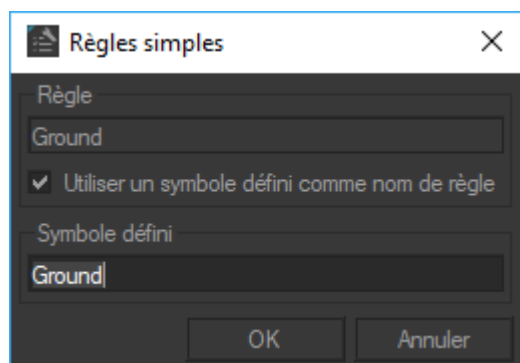 Règles simples
Règle
Ground
Utiliser un symbole défini comme nom de règle
Symbole défini
Ground
OK
Annuler